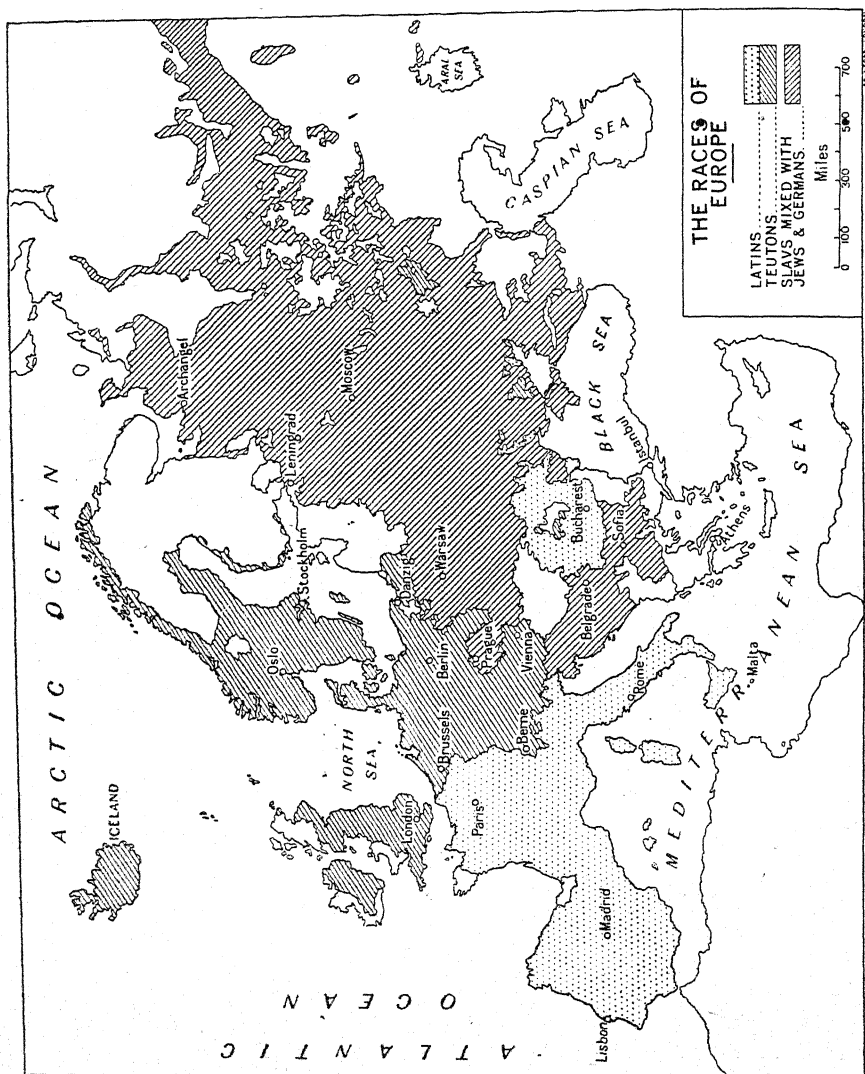 ARCTIC OCEAN
ICELAND
ATLANTIC
OCEAN
NORTH
SEA
Oslo
Stockholm
Leningrad
Archangel
Moscow
Danzig
Warsaw
Berlin
Prague
Vienna
Brussels
Berne
London
Paris
Madrid
Lisbon
Rome
Malta
Belgrade
Bucharest
Sofia
Istanbul
Athens
BLACK SEA
CASPIAN SEA
ARAL
SEA
MEDITERRANEAN SEA
THE RACES OF
EUROPE
LATINS
TEUTONS
SLAVS MIXED WITH
JEWS & GERMANS
0 100 300 500 700
Miles